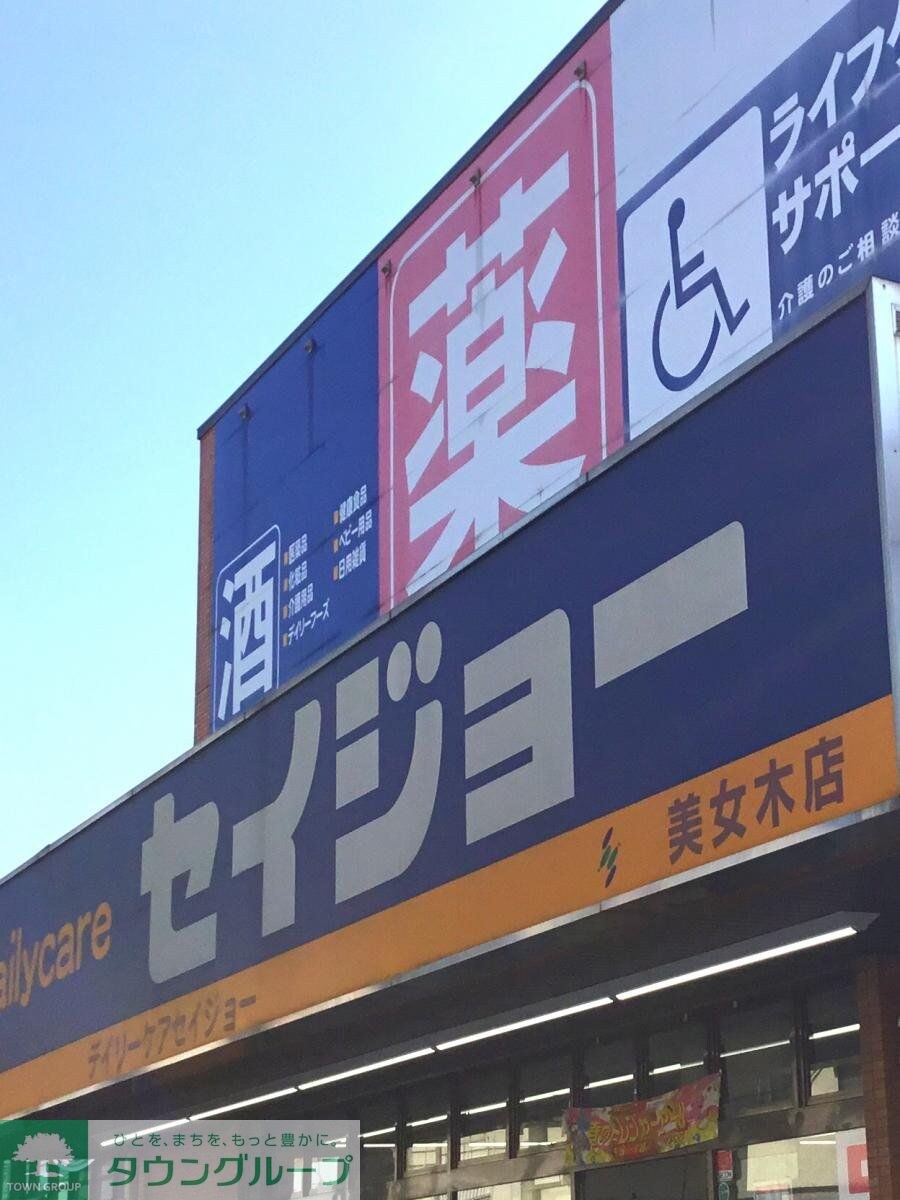 ライフケ
サポー
介護のご相談
薬
酒
医薬品
化粧品
介護用品
デイリーフーズ
健康食品
ベビー用品
日用雑貨
セイジョー
ailycare
デイリーケアセイジョー
美女木店
ひとを、まちを、もっと豊かに。
タウングループ
TOWN GROUP